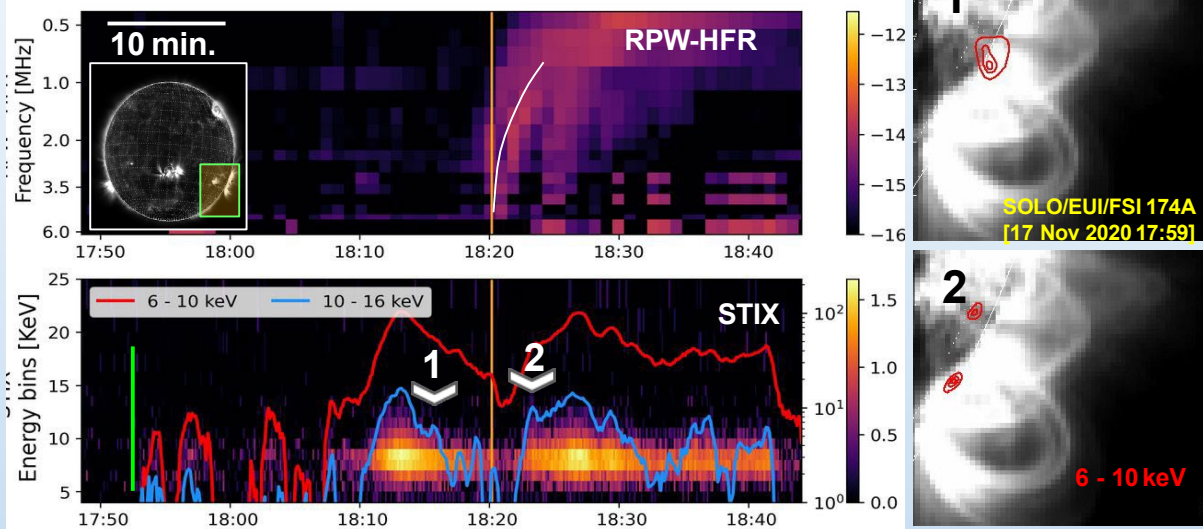 10 min.
RPW-HFR
Frequency [MHz]
0.5
1.0
2.0
3.5
6.0
17:50 18:00 18:10 18:20 18:30 18:40
−12
−13
−14
−15
−16
1
SOLO/EUI/FSI 174A
[17 Nov 2020 17:59]
6 - 10 keV 10 - 16 keV
STIX
Energy bins [KeV]
25
20
15
10
5
1
2
10²
10¹
10⁰
1.5
1.0
0.5
0.0
17:50 18:00 18:10 18:20 18:30 18:40
2
6 - 10 keV